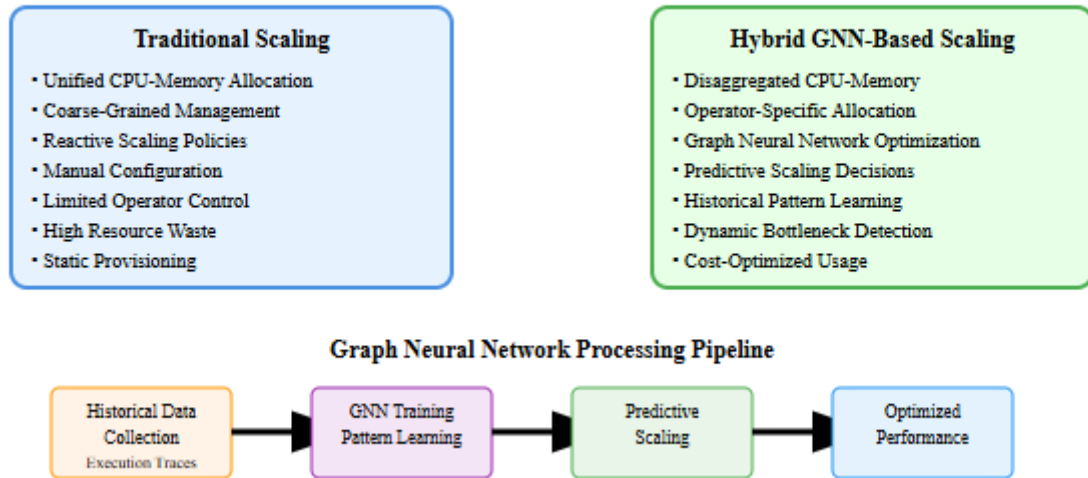 Traditional Scaling
• Unified CPU-Memory Allocation
• Coarse-Grained Management
• Reactive Scaling Policies
• Manual Configuration
• Limited Operator Control
• High Resource Waste
• Static Provisioning
Hybrid GNN-Based Scaling
• Disaggregated CPU-Memory
• Operator-Specific Allocation
• Graph Neural Network Optimization
• Predictive Scaling Decisions
• Historical Pattern Learning
• Dynamic Bottleneck Detection
• Cost-Optimized Usage
Graph Neural Network Processing Pipeline
Historical Data
Collection
Execution Traces
GNN Training
Pattern Learning
Predictive
Scaling
Optimized
Performance